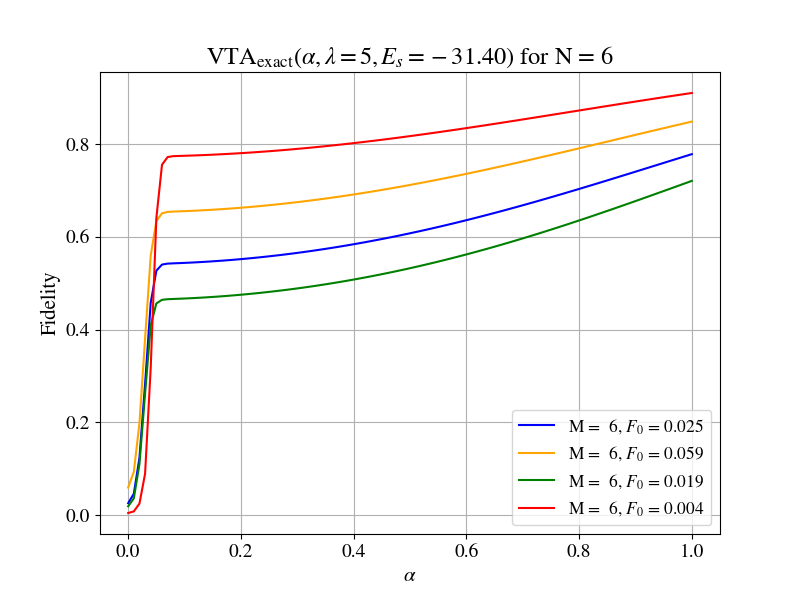 VTA_exact(α, λ = 5, E_s = −31.40) for N = 6
Fidelity
0.8
0.6
0.4
0.2
0.0
M = 6, F_0 = 0.025
M = 6, F_0 = 0.059
M = 6, F_0 = 0.019
M = 6, F_0 = 0.004
0.0 0.2 0.4 0.6 0.8 1.0
α